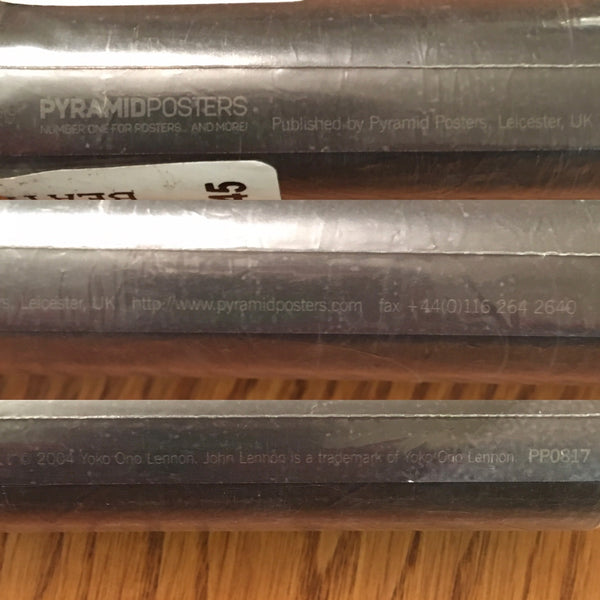 PYRAMIDPOSTERS
NUMBER ONE FOR POSTERS... AND MORE!
Published by Pyramid Posters, Leicester, UK
45
rs, Leicester, UK http://www.pyramidposters.com fax +44(0)116 264 2640
© 2004 Yoko Ono Lennon. John Lennon is a trademark of Yoko Ono Lennon. PP0817